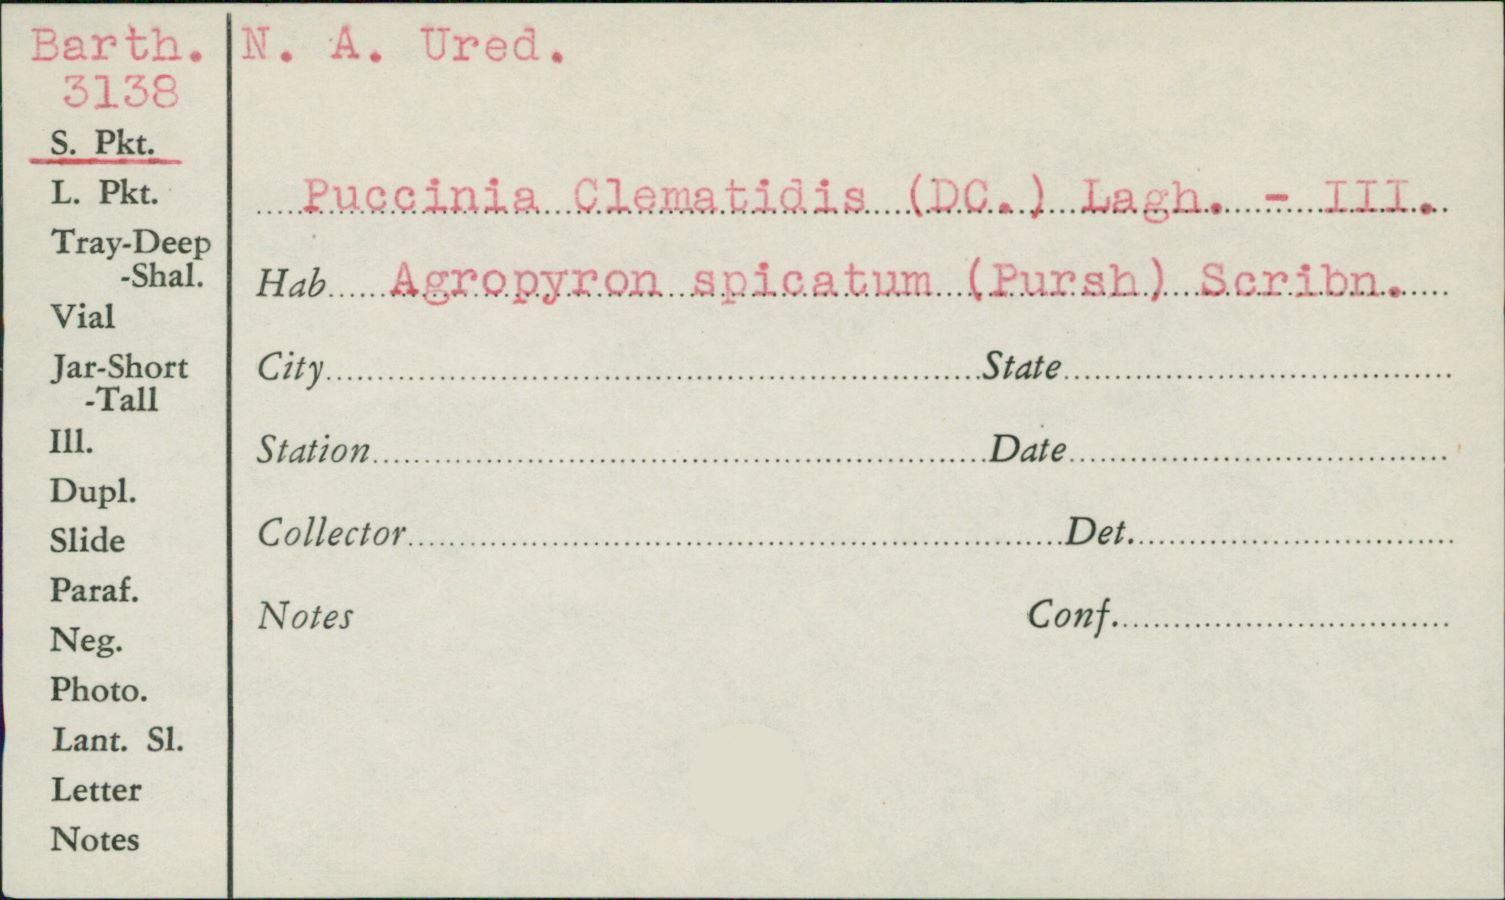 Barth. N. A. Ured.
3138
S. Pkt.
L. Pkt.
Puccinia Clematidis (DC.) Lagh. - III.
Tray-Deep
-Shal.
Hab. Agropyron spicatum (Pursh) Scribn.
Vial
Jar-Short
-Tall
City State
Ill.
Station Date
Dupl.
Slide
Collector Det.
Paraf.
Notes Conf.
Neg.
Photo.
Lant. Sl.
Letter
Notes